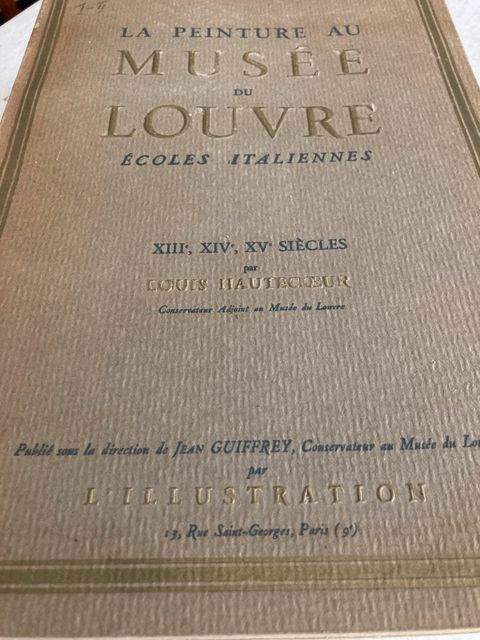 LA PEINTURE AU
MUSÉE
DU
LOUVRE
ÉCOLES ITALIENNES
XIIIᵉ, XIVᵉ, XVᵉ SIÈCLES
par
LOUIS HAUTECŒUR
Conservateur Adjoint au Musée du Louvre
Publié sous la direction de JEAN GUIFFREY, Conservateur au Musée du Lou
par
L'ILLUSTRATION
13, Rue Saint-Georges, Paris (9ᵉ)